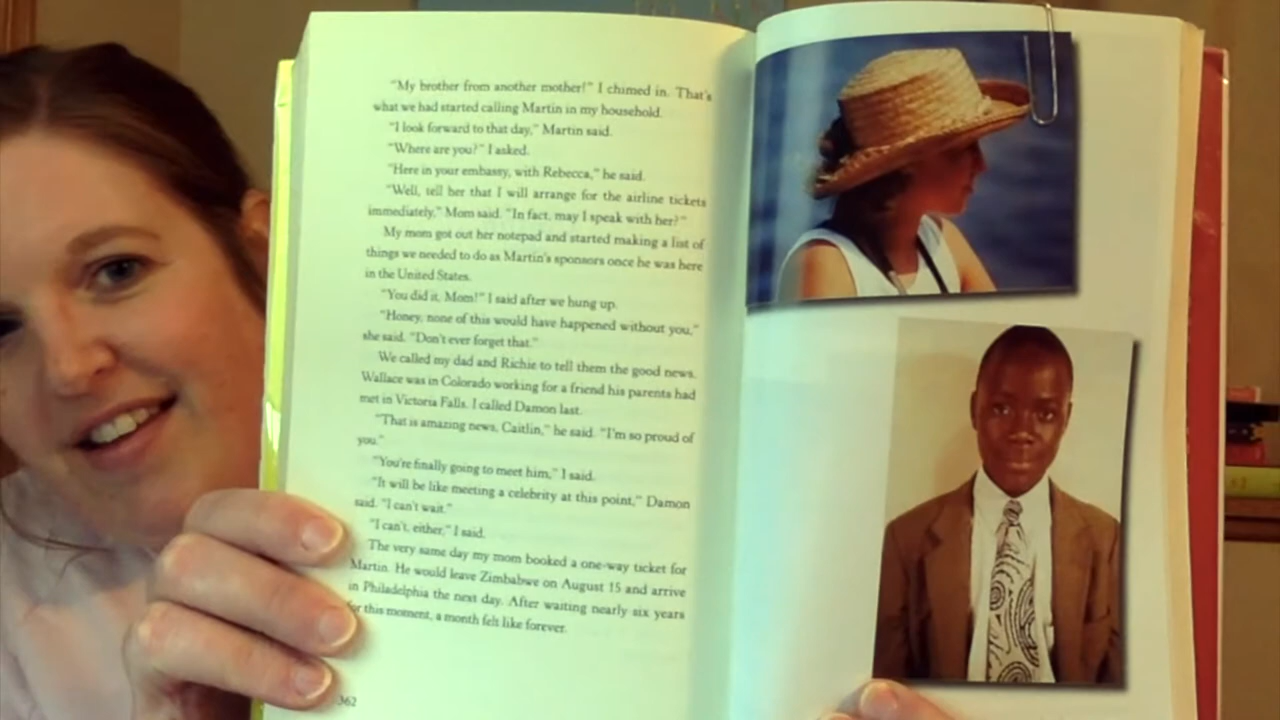 "My brother from another mother!" I chimed in. That's
what we had started calling Martin in my household.
"I look forward to that day," Martin said.
"Where are you?" I asked.
"Here in your embassy, with Rebecca," he said.
"Well, tell her that I will arrange for the airline tickets
immediately," Mom said. "In fact, may I speak with her?"
My mom got out her notepad and started making a list of
things we needed to do as Martin's sponsors once he was here
in the United States.
"You did it, Mom!" I said after we hung up.
"Honey, none of this would have happened without you,"
she said. "Don't ever forget that."
We called my dad and Richie to tell them the good news.
Wallace was in Colorado working for a friend his parents had
met in Victoria Falls. I called Damon last.
"That is amazing news, Caitlin," he said. "I'm so proud of
you."
"You're finally going to meet him," I said.
"It will be like meeting a celebrity at this point," Damon
said. "I can't wait."
"I can't, either," I said.
The very same day my mom booked a one-way ticket for
Martin. He would leave Zimbabwe on August 15 and arrive
in Philadelphia the next day. After waiting nearly six years
for this moment, a month felt like forever.
362